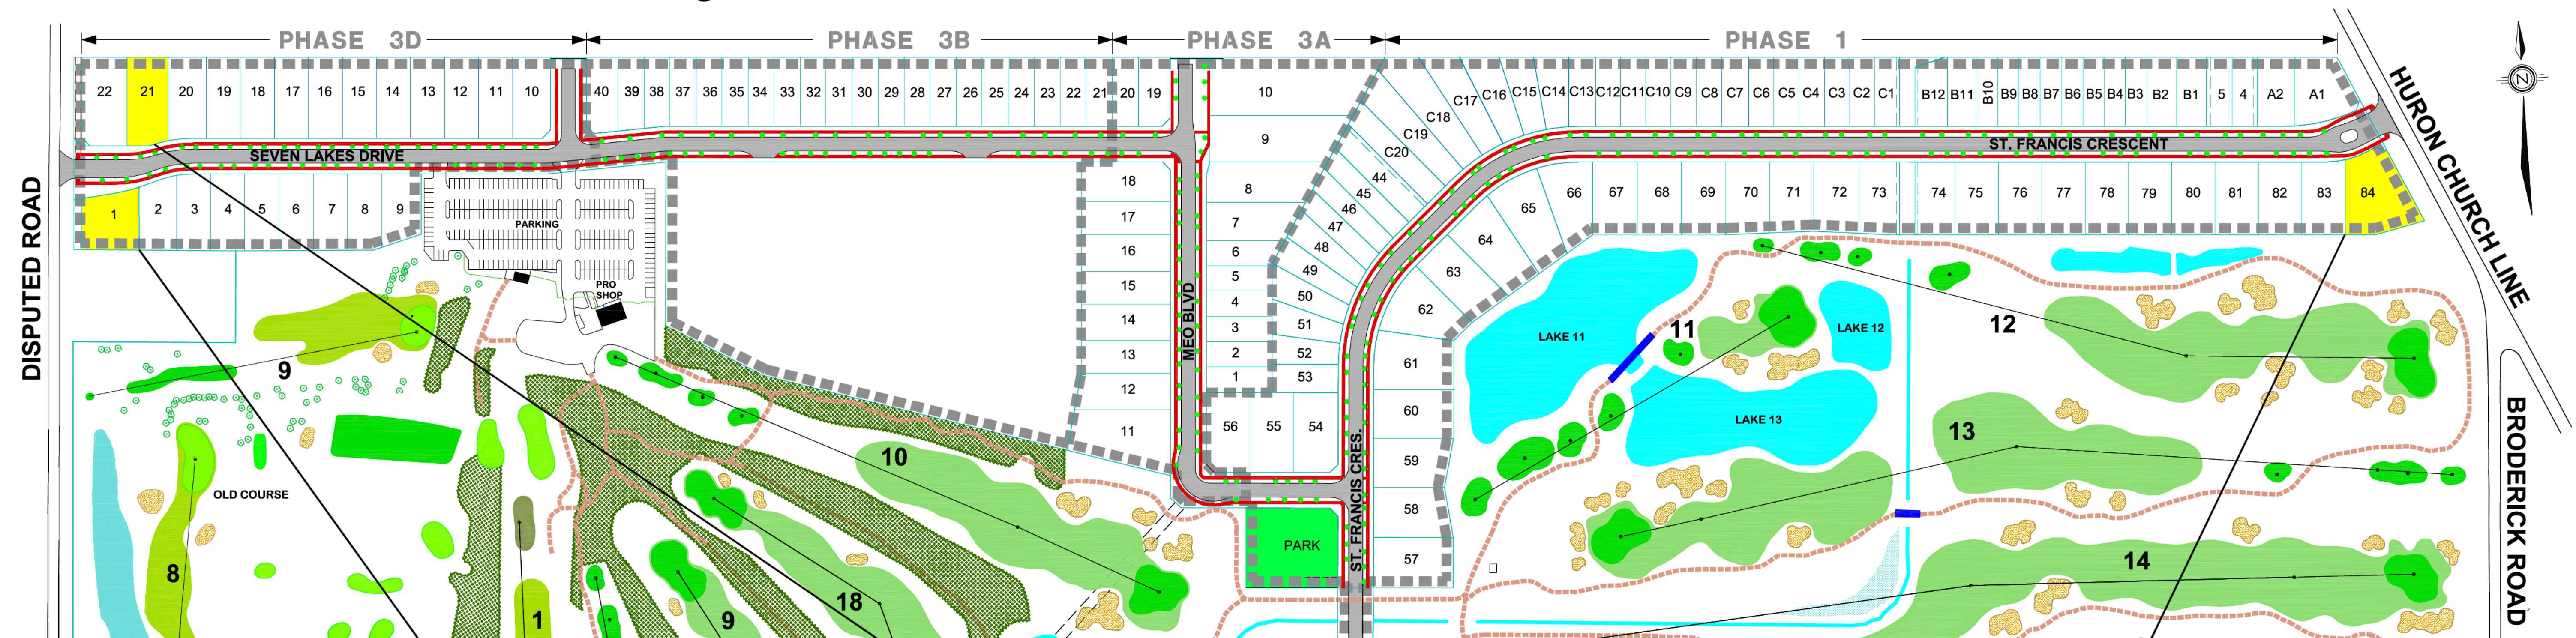 PHASE 3D
PHASE 3B
PHASE 3A
PHASE 1
22 21 20 19 18 17 16 15 14 13 12 11 10
40 39 38 37 36 35 34 33 32 31 30 29 28 27 26 25 24 23 22 21 20 19
10
C20 C19 C18 C17 C16 C15 C14 C13 C12 C11 C10 C9 C8 C7 C6 C5 C4 C3 C2 C1
B12 B11 B10 B9 B8 B7 B6 B5 B4 B3 B2 B1 5 4 A2 A1
HURON CHURCH LINE
N
SEVEN LAKES DRIVE
ST. FRANCIS CRESCENT
DISPUTED ROAD
1 2 3 4 5 6 7 8 9
PARKING
PRO
SHOP
18
17
16
15
14
13
12
11
MEO BLVD
9
8
7
6
5
4
3
2
1
44
45
46
47
48
49
50
51
52
53
56 55 54
ST. FRANCIS CRES.
66 67 68 69 70 71 72 73 74 75 76 77 78 79 80 81 82 83 84
65
64
63
62
61
60
59
58
57
PARK
LAKE 11
11
LAKE 12
12
LAKE 13
13
14
BRODERICK ROAD
9
OLD COURSE
8
1
10
18
9